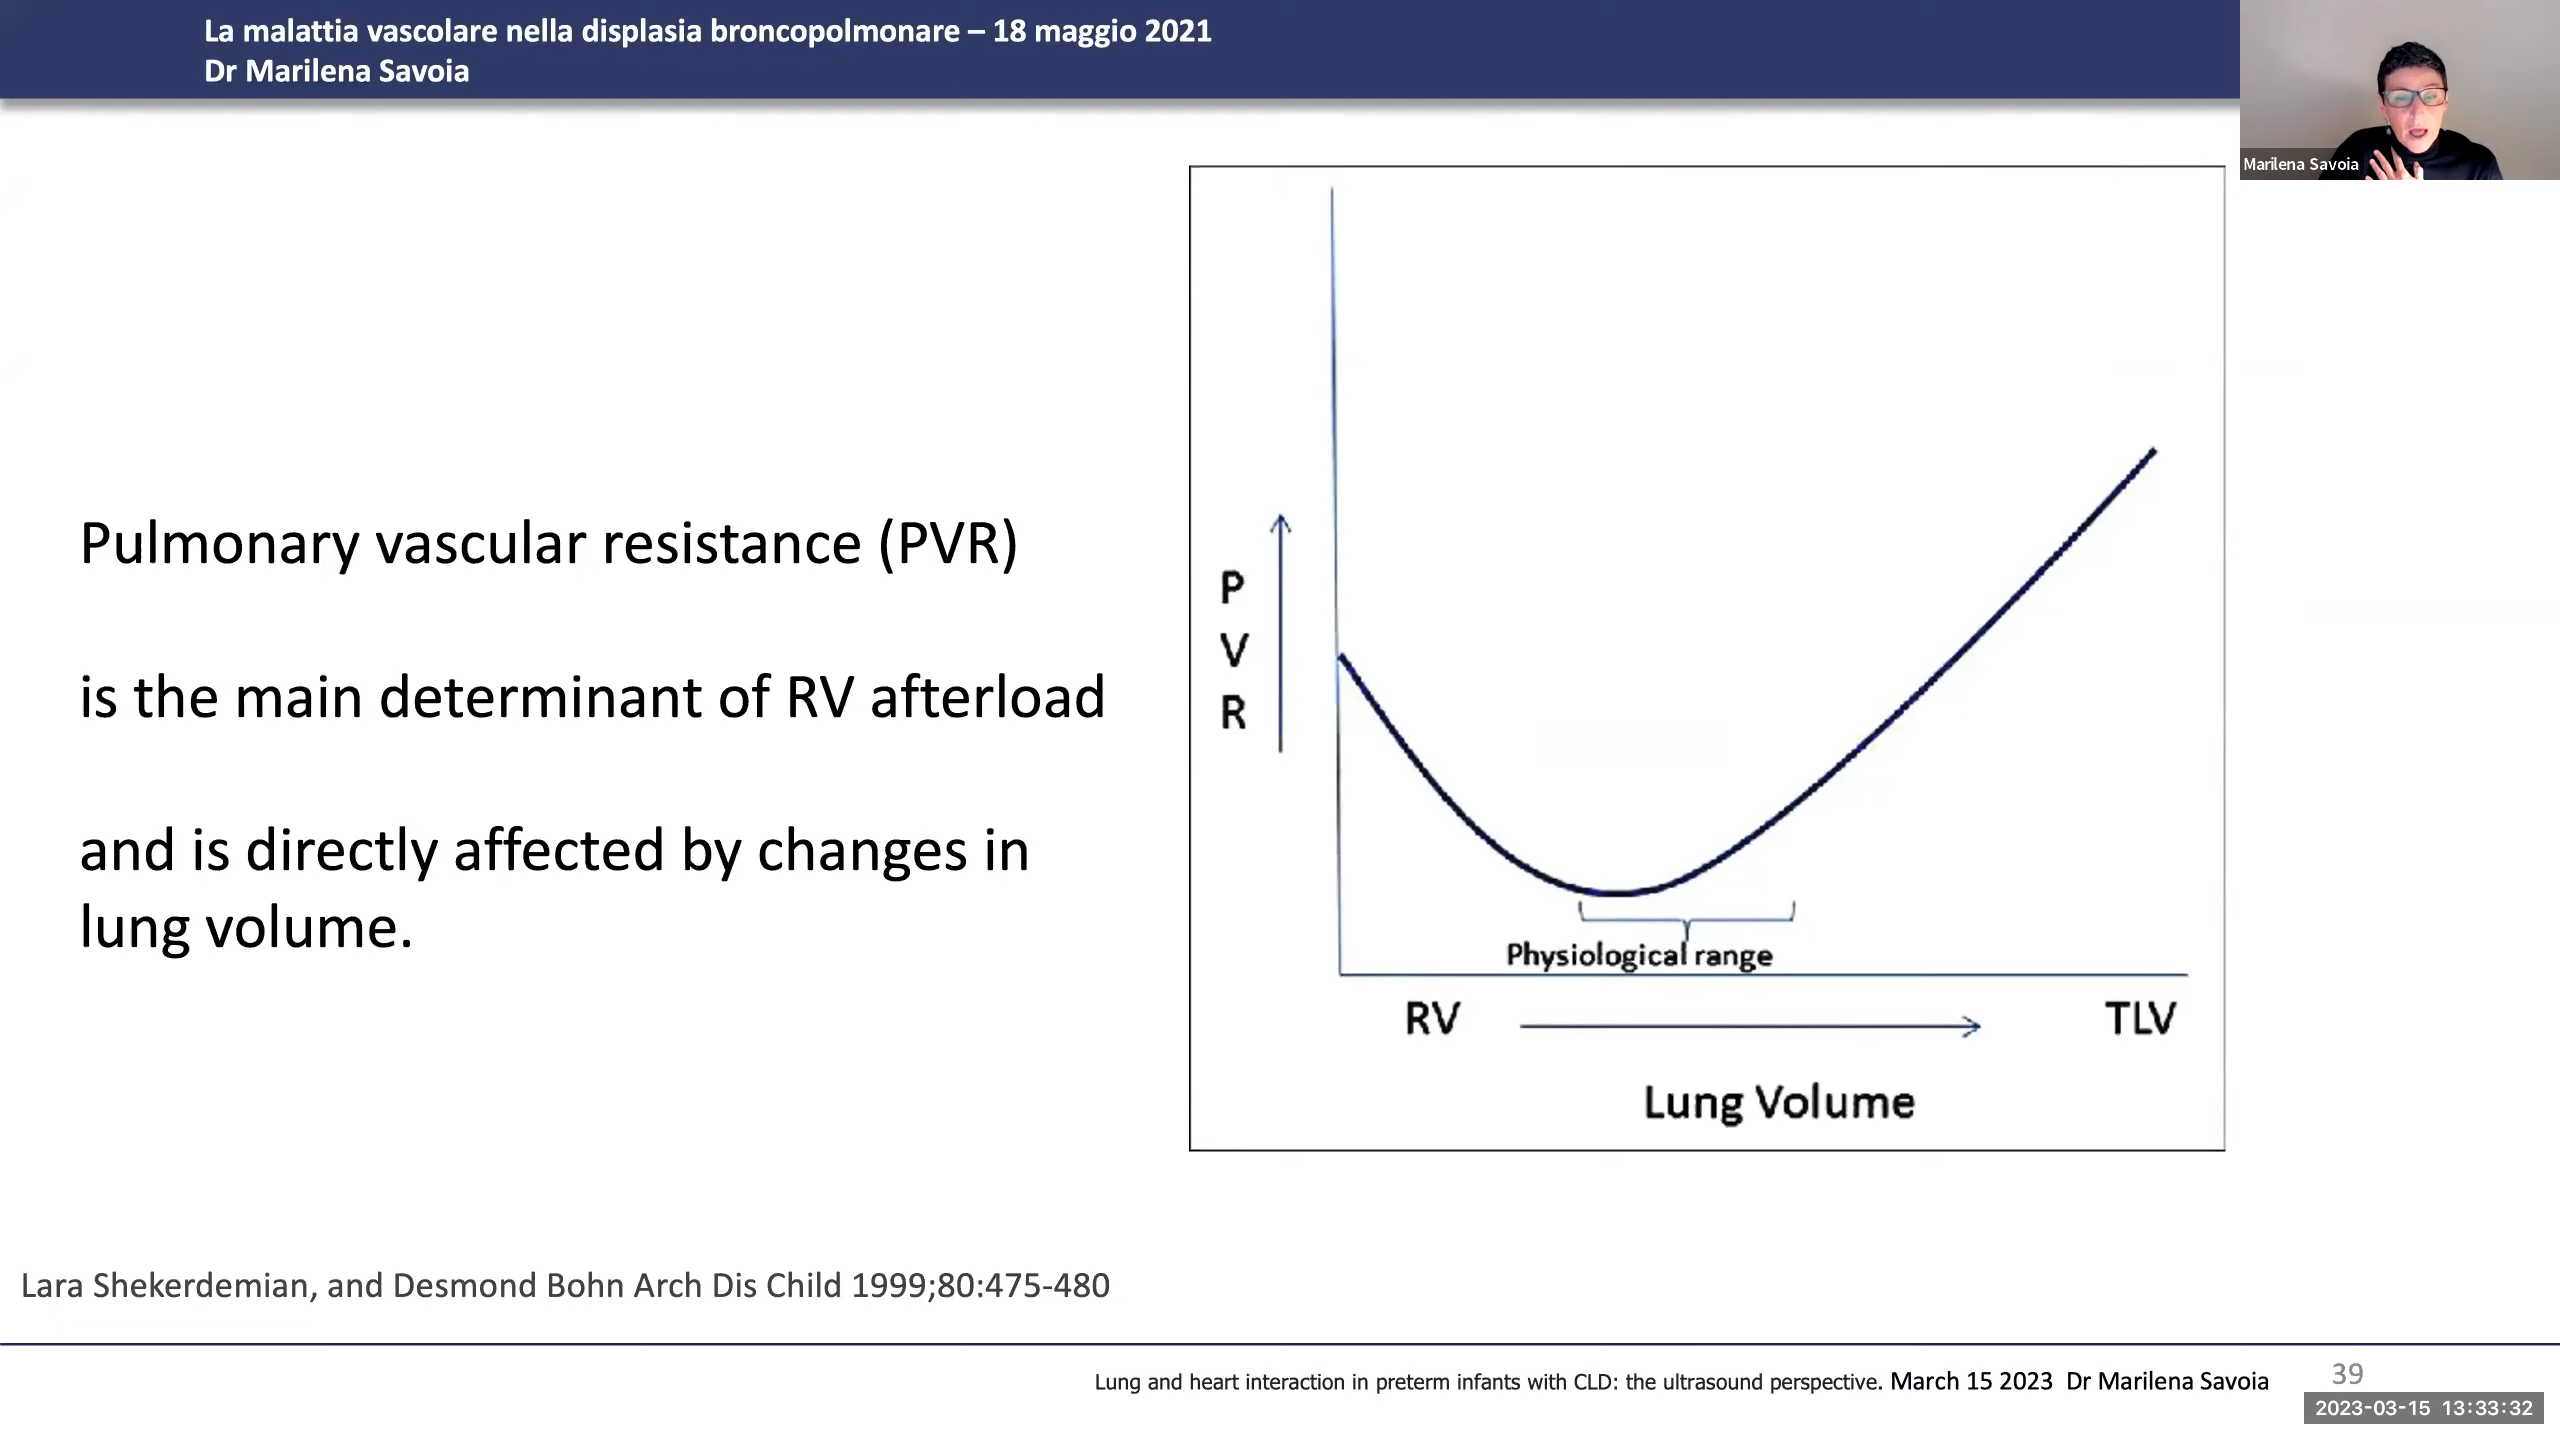 La malattia vascolare nella displasia broncopolmonare – 18 maggio 2021
Dr Marilena Savoia
Marilena Savoia
Pulmonary vascular resistance (PVR)
is the main determinant of RV afterload
and is directly affected by changes in
lung volume.
P
V
R
Physiological range
RV
TLV
Lung Volume
Lara Shekerdemian, and Desmond Bohn Arch Dis Child 1999;80:475-480
Lung and heart interaction in preterm infants with CLD: the ultrasound perspective. March 15 2023 Dr Marilena Savoia
39
2023-03-15 13:33:32